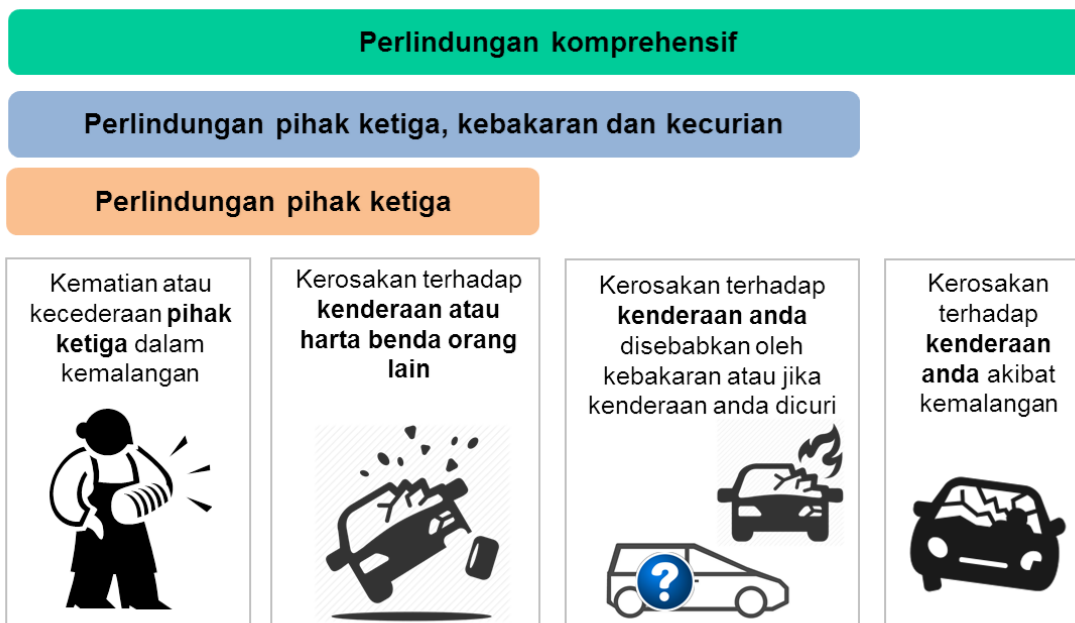 Perlindungan komprehensif
Perlindungan pihak ketiga, kebakaran dan kecurian
Perlindungan pihak ketiga
Kematian atau
kecederaan pihak
ketiga dalam
kemalangan
Kerosakan terhadap
kenderaan atau
harta benda orang
lain
Kerosakan terhadap
kenderaan anda
disebabkan oleh
kebakaran atau jika
kenderaan anda dicuri
?
Kerosakan
terhadap
kenderaan
anda akibat
kemalangan